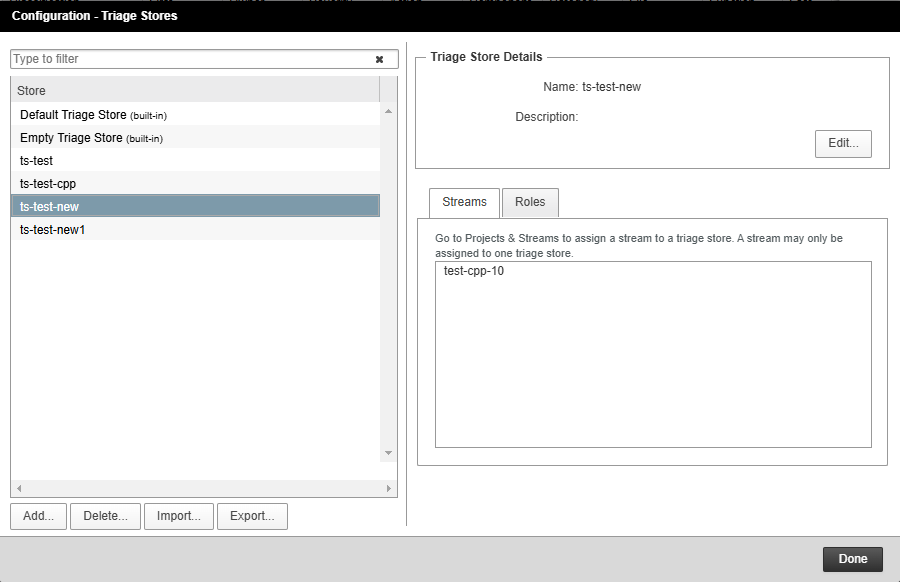 Configuration - Triage Stores
Type to filter
Store
Default Triage Store (built-in)
Empty Triage Store (built-in)
ts-test
ts-test-cpp
ts-test-new
ts-test-new1
Add...
Delete...
Import...
Export...
Triage Store Details
Name: ts-test-new
Description:
Edit...
Streams
Roles
Go to Projects & Streams to assign a stream to a triage store. A stream may only be
assigned to one triage store.
test-cpp-10
Done